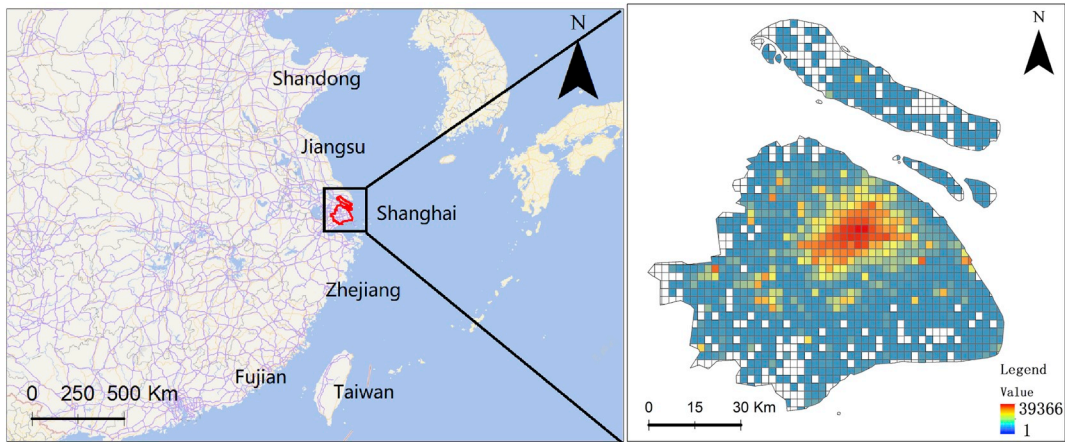 N
Shandong
Jiangsu
Shanghai
Zhejiang
Fujian
Taiwan
0 250 500 Km
N
Legend
Value
39366
1
0 15 30 Km